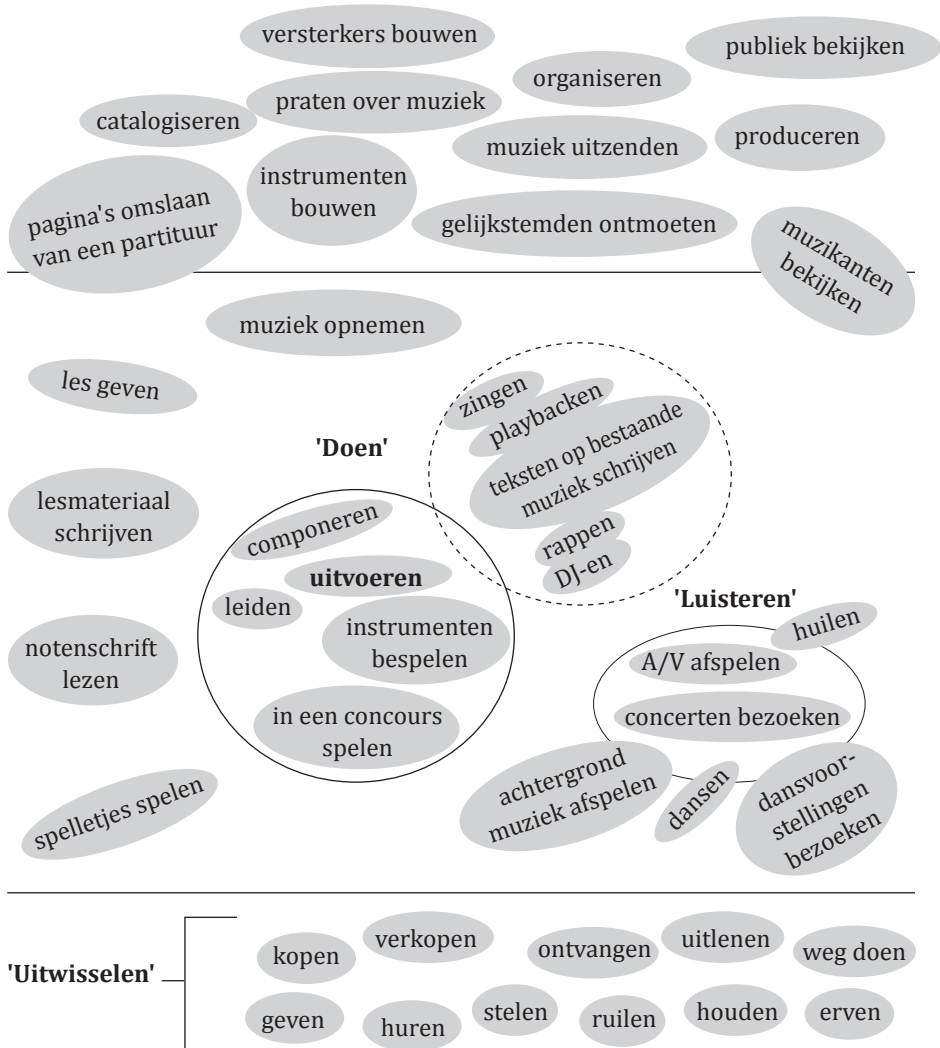 versterkers bouwen
publiek bekijken
organiseren
praten over muziek
catalogiseren
muziek uitzenden
produceren
instrumenten
bouwen
pagina's omslaan
van een partituur
gelijkstemden ontmoeten
muzikanten
bekijken
muziek opnemen
les geven
zingen
playbacken
teksten op bestaande
muziek schrijven
rappen
DJ-en
'Doen'
lesmateriaal
schrijven
componeren
uitvoeren
leiden
instrumenten
bespelen
in een concours
spelen
notenschrift
lezen
'Luisteren'
huilen
A/V afspelen
concerten bezoeken
achtergrond
muziek afspelen
dansen
dansvoor-
stellingen
bezoeken
spelletjes spelen
'Uitwisselen'
kopen
verkopen
ontvangen
uitlenen
weg doen
geven
huren
stelen
ruilen
houden
erven